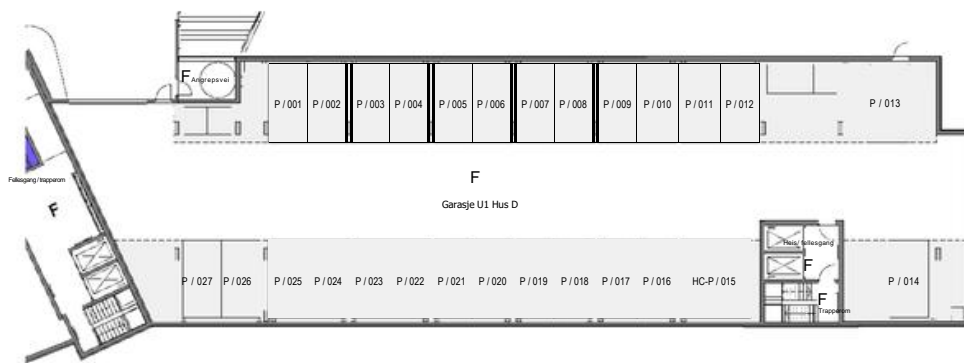 F
Angrepsvei
P / 001
P / 002
P / 003
P / 004
P / 005
P / 006
P / 007
P / 008
P / 009
P / 010
P / 011
P / 012
P / 013
Fellesgang / trapperom
F
F
Garasje U1 Hus D
Heis/ fellesgang
F
P / 027
P / 026
P / 025
P / 024
P / 023
P / 022
P / 021
P / 020
P / 019
P / 018
P / 017
P / 016
HC-P / 015
P / 014
F
Trapperom